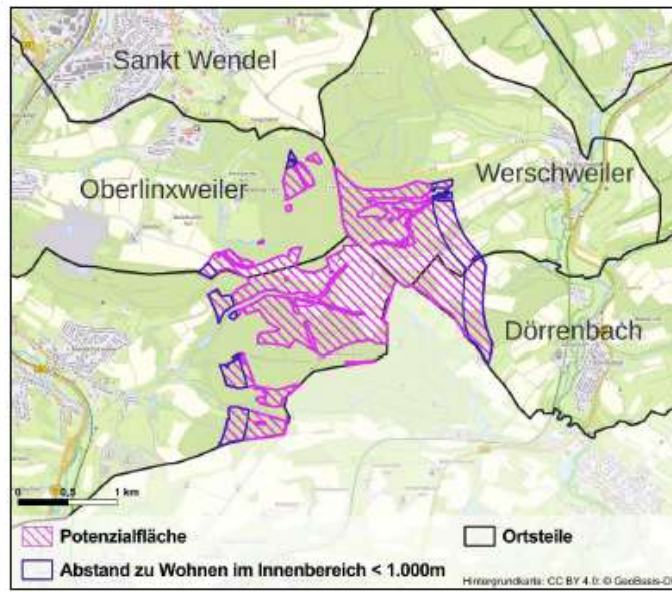 Sankt Wendel
Oberlinxweiler
Werschweiler
Dörrenbach
0 0,5 1 km
Potenzialfläche
Ortsteile
Abstand zu Wohnen im Innenbereich < 1.000m
Hintergrundkarte: CC BY 4.0: © GeoBasis-D